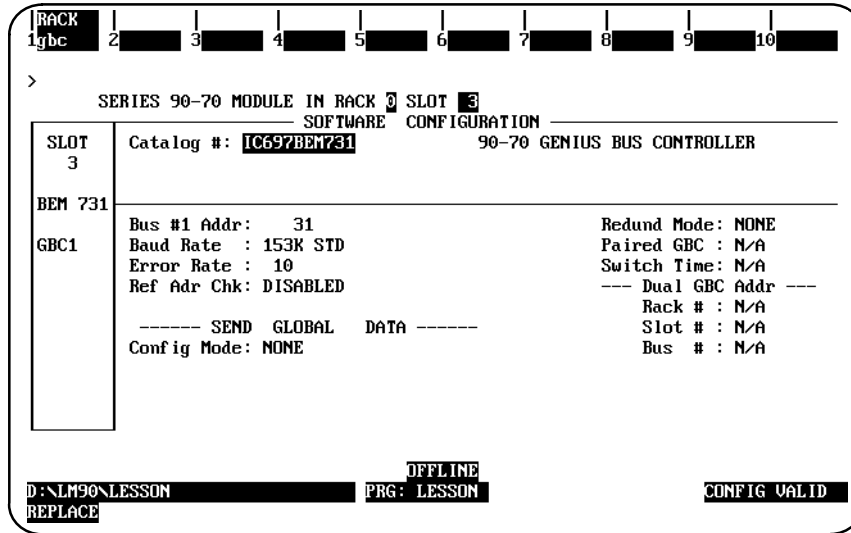 RACK
1gbc 2 3 4 5 6 7 8 9 10
>
SERIES 90-70 MODULE IN RACK 0 SLOT 3
SOFTWARE CONFIGURATION
SLOT Catalog #: IC697BEM731 90-70 GENIUS BUS CONTROLLER
3
BEM 731
Bus #1 Addr: 31 Redund Mode: NONE
GBC1 Baud Rate : 153K STD Paired GBC : N/A
Error Rate : 10 Switch Time: N/A
Ref Adr Chk: DISABLED --- Dual GBC Addr ---
Rack # : N/A
------ SEND GLOBAL DATA ------ Slot # : N/A
Config Mode: NONE Bus # : N/A
OFFLINE
D:\LM90\LESSON PRG: LESSON CONFIG VALID
REPLACE